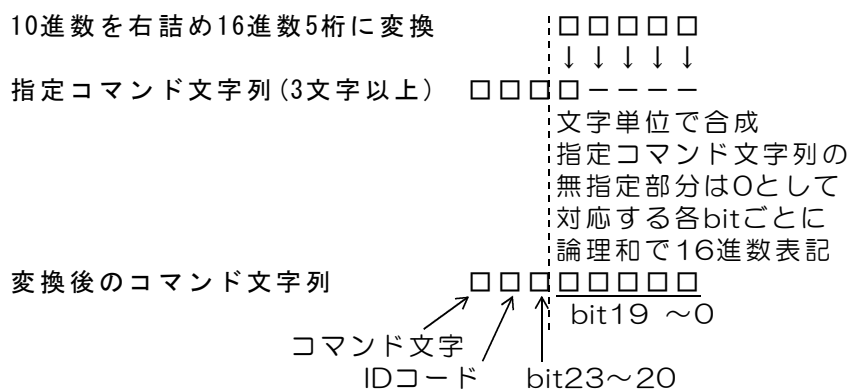 10進数を右詰め16進数5桁に変換 □□□□□
↓↓↓↓↓
指定コマンド文字列(3文字以上) □□□□－－－－
文字単位で合成
指定コマンド文字列の
無指定部分は0として
対応する各bitごとに
論理和で16進数表記
変換後のコマンド文字列 □□□□□□□□
bit19 ～0
コマンド文字
IDコード bit23～20